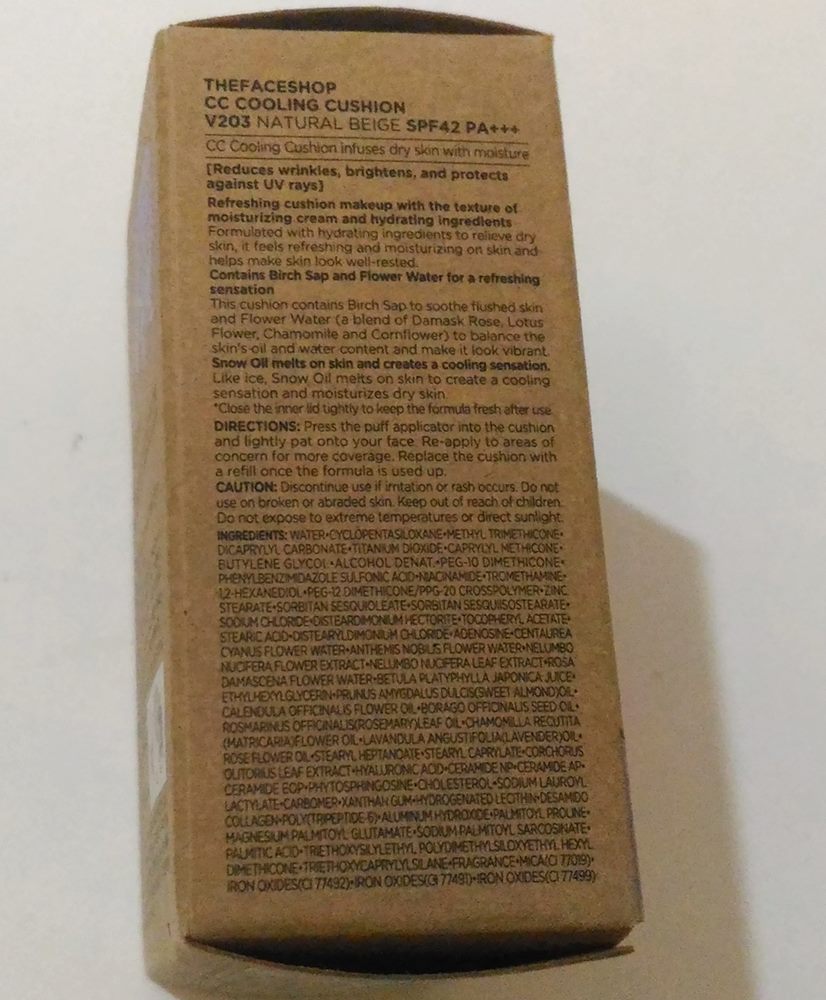 THEFACESHOP
CC COOLING CUSHION
V203 NATURAL BEIGE SPF42 PA+++
CC Cooling Cushion infuses dry skin with moisture
[Reduces wrinkles, brightens, and protects
against UV rays]
Refreshing cushion makeup with the texture of
moisturizing cream and hydrating ingredients
Formulated with hydrating ingredients to relieve dry
skin, it feels refreshing and moisturizing on skin and
helps make skin look well-rested.
Contains Birch Sap and Flower Water for a refreshing
sensation
This cushion contains Birch Sap to soothe flushed skin
and Flower Water (a blend of Damask Rose, Lotus
Flower, Chamomile and Cornflower) to balance the
skin's oil and water content and make it look vibrant.
Snow Oil melts on skin and creates a cooling sensation.
Like ice, Snow Oil melts on skin to create a cooling
sensation and moisturizes dry skin.
*Close the inner lid tightly to keep the formula fresh after use.
DIRECTIONS: Press the puff applicator into the cushion
and lightly pat onto your face. Re-apply to areas of
concern for more coverage. Replace the cushion with
a refill once the formula is used up.
CAUTION: Discontinue use if irritation or rash occurs. Do not
use on broken or abraded skin. Keep out of reach of children.
Do not expose to extreme temperatures or direct sunlight.
INGREDIENTS: WATER•CYCLOPENTASILOXANE•METHYL TRIMETHICONE•
DICAPRYLYL CARBONATE•TITANIUM DIOXIDE•CAPRYLYL METHICONE•
BUTYLENE GLYCOL•ALCOHOL DENAT.•PEG-10 DIMETHICONE•
PHENYLBENZIMIDAZOLE SULFONIC ACID•NIACINAMIDE•TROMETHAMINE•
1,2-HEXANEDIOL•PEG-12 DIMETHICONE/PPG-20 CROSSPOLYMER•ZINC
STEARATE•SORBITAN SESQUIOLEATE•SORBITAN SESQUIISOSTEARATE•
SODIUM CHLORIDE•DISTEARDIMONIUM HECTORITE•TOCOPHERYL ACETATE•
STEARIC ACID•DISTEARYLDIMONIUM CHLORIDE•ADENOSINE•CENTAUREA
CYANUS FLOWER WATER•ANTHEMIS NOBILIS FLOWER WATER•NELUMBO
NUCIFERA FLOWER EXTRACT•NELUMBO NUCIFERA LEAF EXTRACT•ROSA
DAMASCENA FLOWER WATER•BETULA PLATYPHYLLA JAPONICA JUICE•
ETHYLHEXYLGLYCERIN•PRUNUS AMYGDALUS DULCIS(SWEET ALMOND)OIL•
CALENDULA OFFICINALIS FLOWER OIL•BORAGO OFFICINALIS SEED OIL•
ROSMARINUS OFFICINALIS(ROSEMARY)LEAF OIL•CHAMOMILLA RECUTITA
(MATRICARIA)FLOWER OIL•LAVANDULA ANGUSTIFOLIA(LAVENDER)OIL•
ROSE FLOWER OIL•STEARYL HEPTANOATE•STEARYL CAPRYLATE•CORCHORUS
OLITORIUS LEAF EXTRACT•HYALURONIC ACID•CERAMIDE NP•CERAMIDE AP•
CERAMIDE EOP•PHYTOSPHINGOSINE•CHOLESTEROL•SODIUM LAUROYL
LACTYLATE•CARBOMER•XANTHAN GUM•HYDROGENATED LECITHIN•DESAMIDO
COLLAGEN•POLY(TRIPEPTIDE-6)•ALUMINUM HYDROXIDE•PALMITOYL PROLINE•
MAGNESIUM PALMITOYL GLUTAMATE•SODIUM PALMITOYL SARCOSINATE•
PALMITIC ACID•TRIETHOXYSILYLETHYL POLYDIMETHYLSILOXYETHYL HEXYL
DIMETHICONE•TRIETHOXYCAPRYLYLSILANE•FRAGRANCE•MICA(CI 77019)•
IRON OXIDES(CI 77492)•IRON OXIDES(CI 77491)•IRON OXIDES(CI 77499)